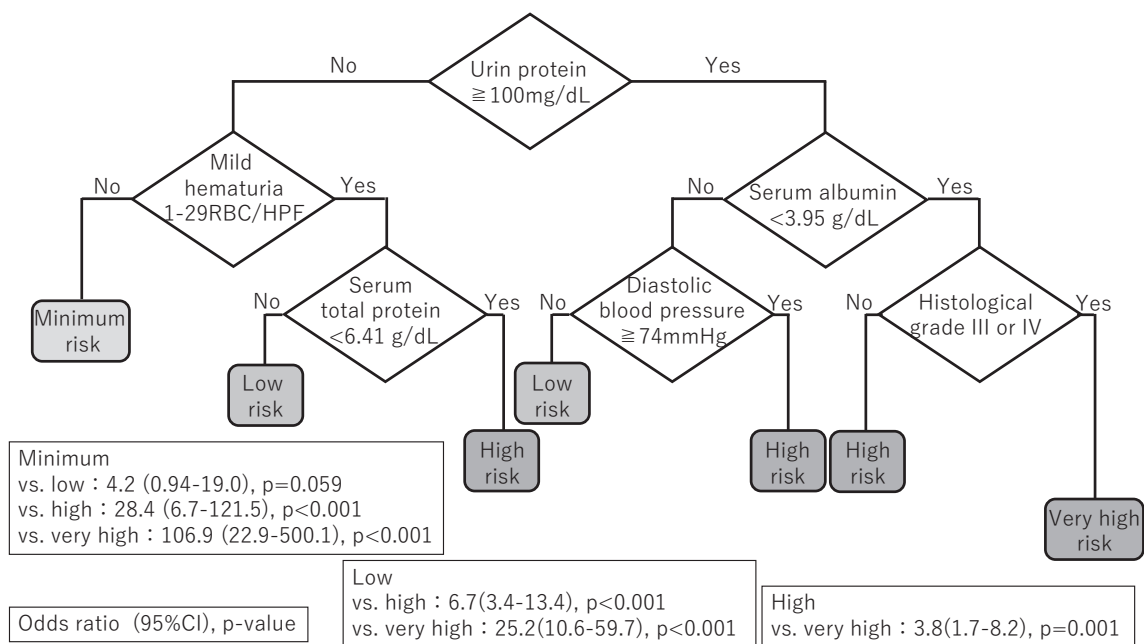 Urin protein
≧100mg/dL
No
Yes
Mild
hematuria
1-29RBC/HPF
No
Yes
Serum albumin
<3.95 g/dL
No
Yes
Serum
total protein
<6.41 g/dL
No
Yes
Diastolic
blood pressure
≧74mmHg
No
Yes
Histological
grade III or IV
No
Yes
Minimum
risk
Low
risk
High
risk
Low
risk
High
risk
High
risk
Very high
risk
Minimum
vs. low：4.2 (0.94-19.0), p=0.059
vs. high：28.4 (6.7-121.5), p<0.001
vs. very high：106.9 (22.9-500.1), p<0.001
Low
vs. high：6.7(3.4-13.4), p<0.001
vs. very high：25.2(10.6-59.7), p<0.001
High
vs. very high：3.8(1.7-8.2), p=0.001
Odds ratio (95%CI), p-value